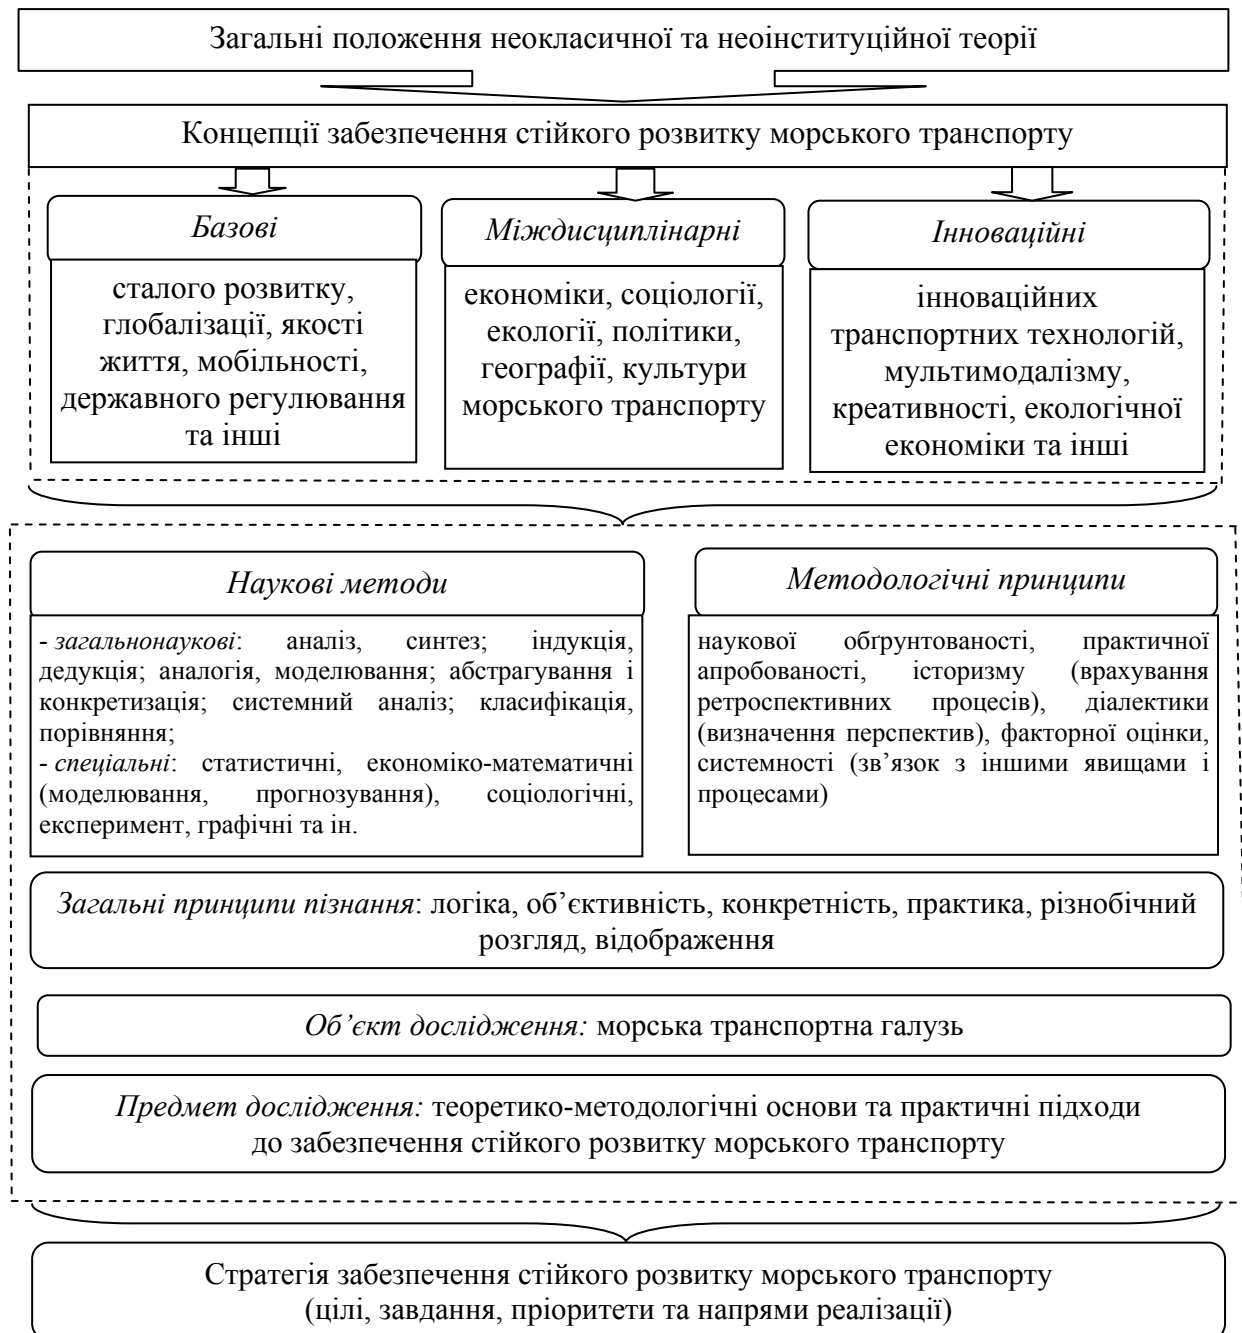 Загальні положення неокласичної та неоінституційної теорії
Концепції забезпечення стійкого розвитку морського транспорту
Базові
сталого розвитку,
глобалізації, якості
життя, мобільності,
державного регулювання
та інші
Міждисциплінарні
економіки, соціології,
екології, політики,
географії, культури
морського транспорту
Інноваційні
інноваційних
транспортних технологій,
мультимодалізму,
креативності, екологічної
економіки та інші
Наукові методи
- загальнонаукові: аналіз, синтез; індукція,
дедукція; аналогія, моделювання; абстрагування і
конкретизація; системний аналіз; класифікація,
порівняння;
- спеціальні: статистичні, економіко-математичні
(моделювання, прогнозування), соціологічні,
експеримент, графічні та ін.
Методологічні принципи
наукової обґрунтованості, практичної
апробованості, історизму (врахування
ретроспективних процесів), діалектики
(визначення перспектив), факторної оцінки,
системності (зв’язок з іншими явищами і
процесами)
Загальні принципи пізнання: логіка, об’єктивність, конкретність, практика, різнобічний
розгляд, відображення
Об’єкт дослідження: морська транспортна галузь
Предмет дослідження: теоретико-методологічні основи та практичні підходи
до забезпечення стійкого розвитку морського транспорту
Стратегія забезпечення стійкого розвитку морського транспорту
(цілі, завдання, пріоритети та напрями реалізації)